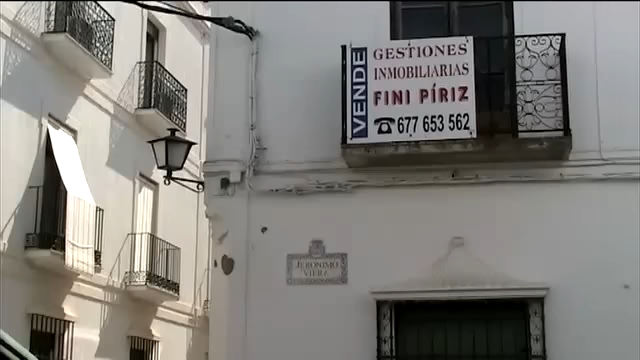 VENDE
GESTIONES
INMOBILIARIAS
FINI PÍRIZ
677 653 562
JERONIMO
VIERA